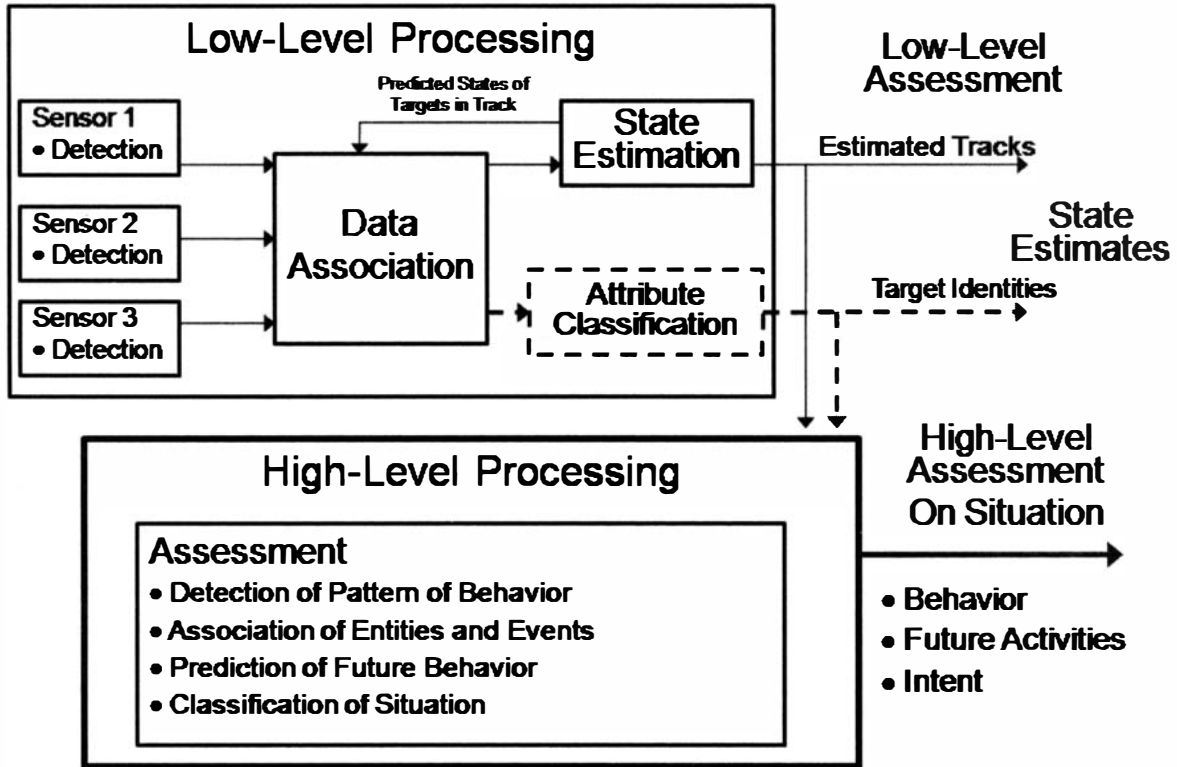 Low-Level Processing
Predicted States of
Targets in Track
Sensor 1
• Detection
Sensor 2
• Detection
Sensor 3
• Detection
Data
Association
State
Estimation
Attribute
Classification
Low-Level
Assessment
Estimated Tracks
State
Estimates
Target Identities
High-Level Processing
Assessment
• Detection of Pattern of Behavior
• Association of Entities and Events
• Prediction of Future Behavior
• Classification of Situation
High-Level
Assessment
On Situation
• Behavior
• Future Activities
• Intent